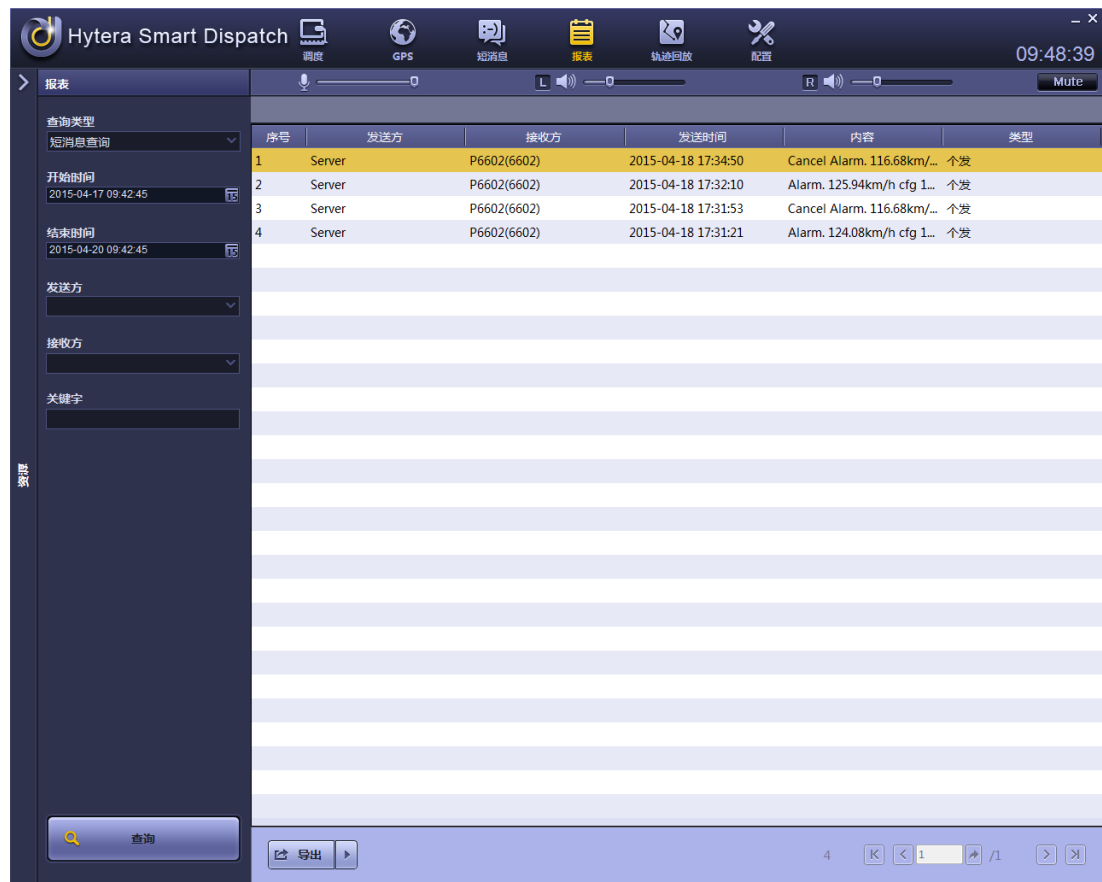 Hytera Smart Dispatch
调度
GPS
短消息
报表
轨迹回放
配置
09:48:39
报表
L
R
Mute
查询类型
短消息查询
开始时间
2015-04-17 09:42:45
结束时间
2015-04-20 09:42:45
发送方
接收方
关键字
频道
查询
序号 发送方 接收方 发送时间 内容 类型
1 Server P6602(6602) 2015-04-18 17:34:50 Cancel Alarm. 116.68km/... 个发
2 Server P6602(6602) 2015-04-18 17:32:10 Alarm. 125.94km/h cfg 1... 个发
3 Server P6602(6602) 2015-04-18 17:31:53 Cancel Alarm. 116.68km/... 个发
4 Server P6602(6602) 2015-04-18 17:31:21 Alarm. 124.08km/h cfg 1... 个发
导出
4 1 /1